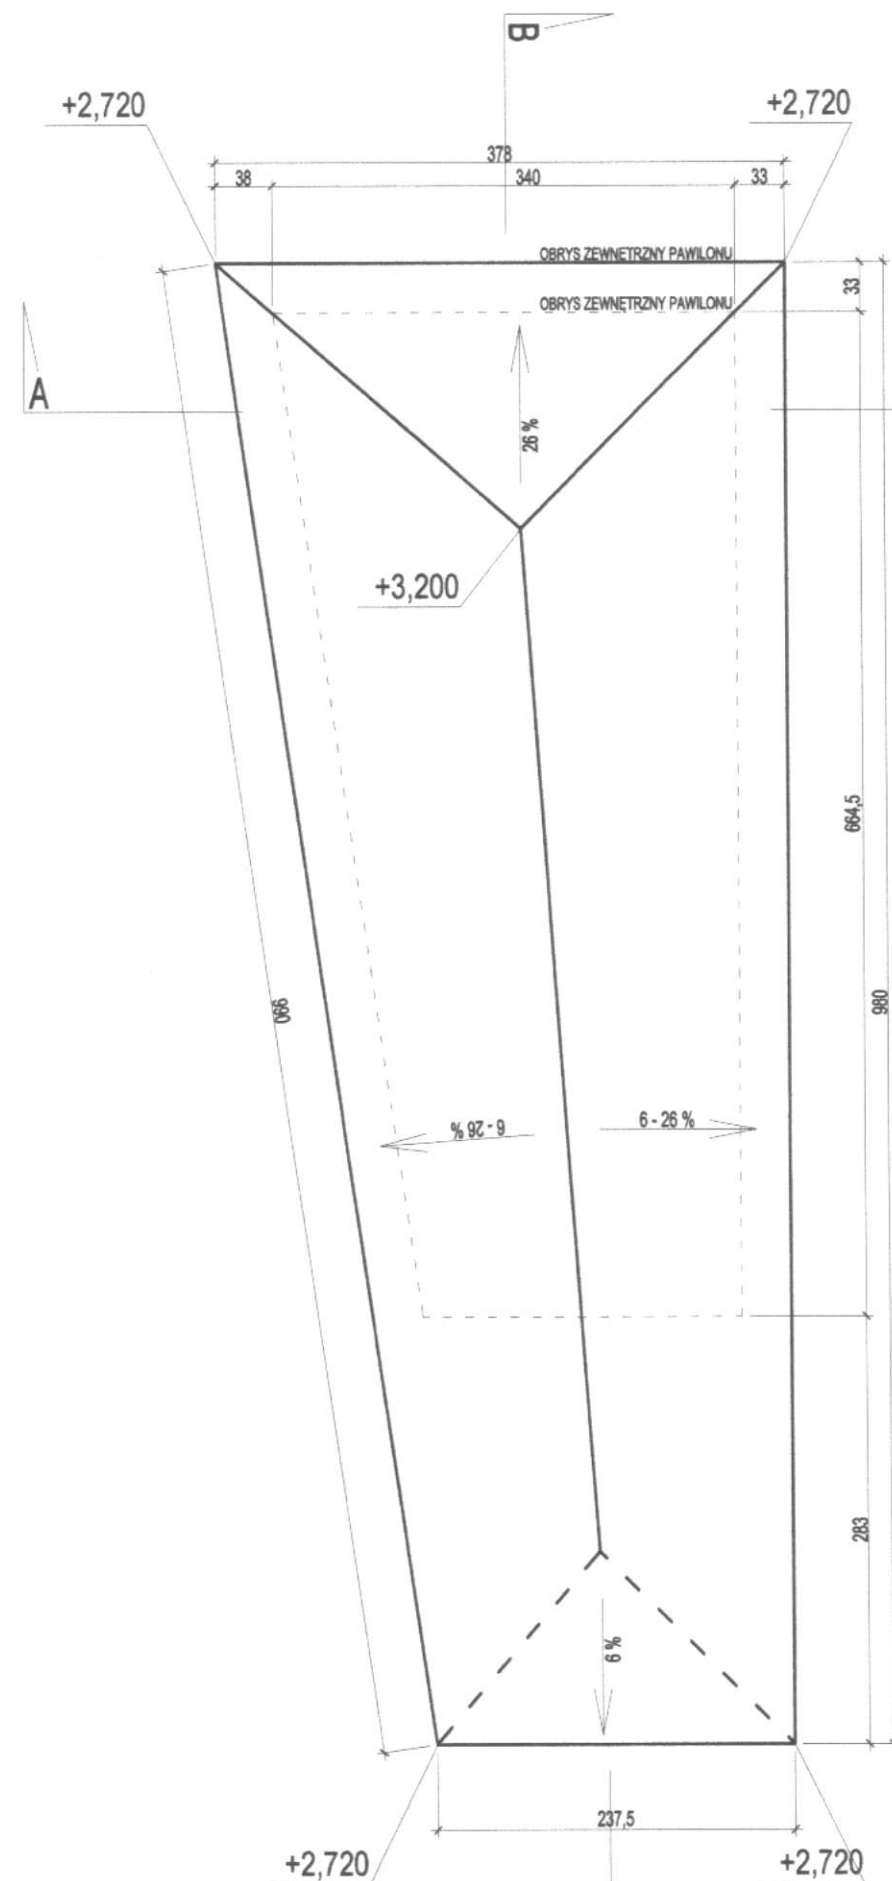 B
+2,720
+2,720
378
38
340
33
OBRYS ZEWNĘTRZNY PAWILONU
33
OBRYS ZEWNĘTRZNY PAWILONU
A
26 %
+3,200
664,5
980
990
6 - 26 %
6 - 26 %
283
6 %
237,5
+2,720
+2,720